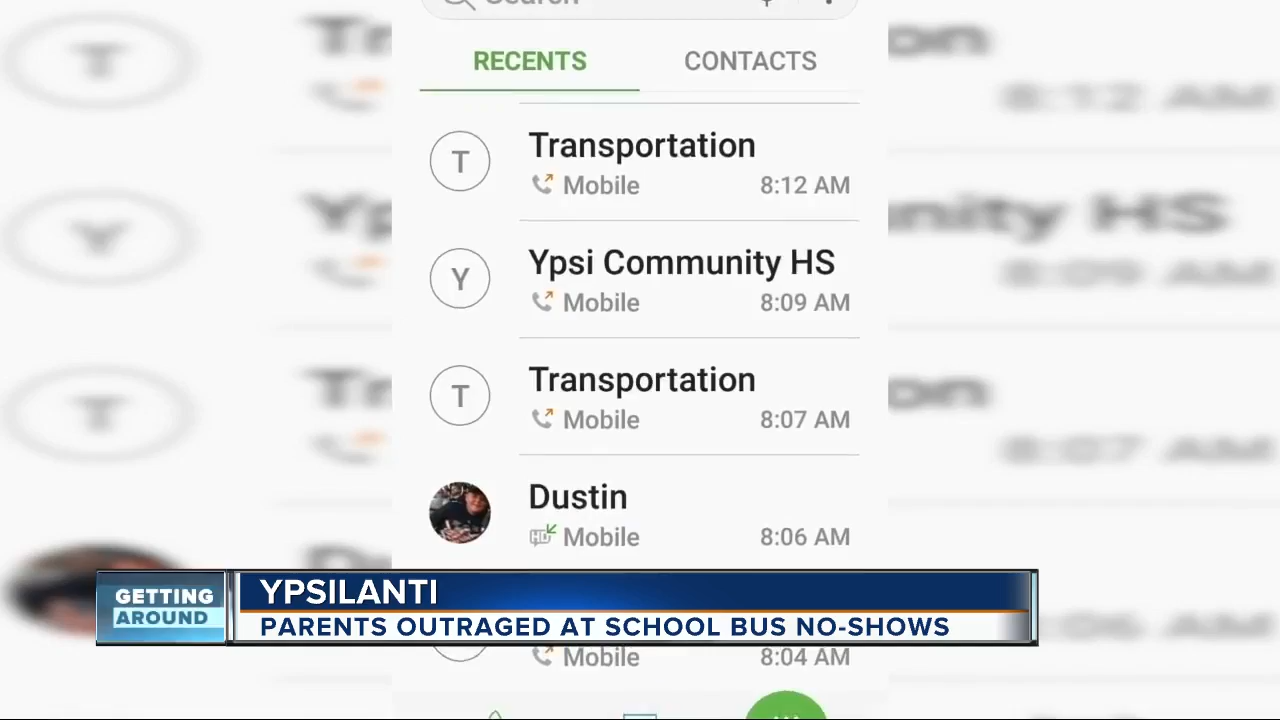 Search
RECENTS CONTACTS
T Transportation
Mobile 8:12 AM
Y Ypsi Community HS
Mobile 8:09 AM
T Transportation
Mobile 8:07 AM
Dustin
HD Mobile 8:06 AM
GETTING AROUND
YPSILANTI
PARENTS OUTRAGED AT SCHOOL BUS NO-SHOWS
Mobile 8:04 AM